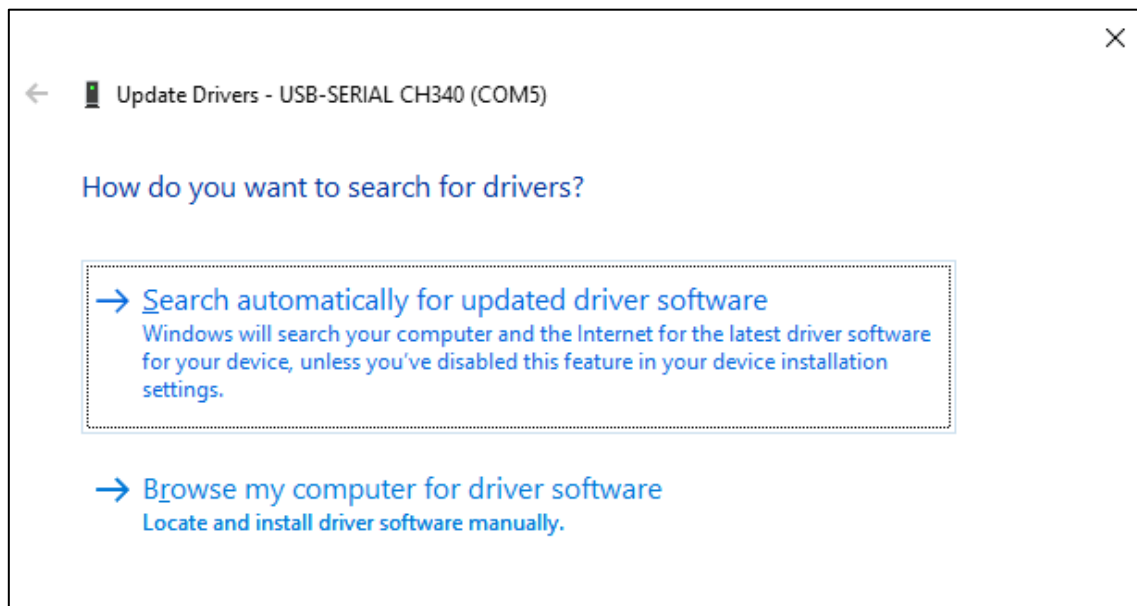 Update Drivers - USB-SERIAL CH340 (COM5)
How do you want to search for drivers?
Search automatically for updated driver software
Windows will search your computer and the Internet for the latest driver software
for your device, unless you've disabled this feature in your device installation
settings.
Browse my computer for driver software
Locate and install driver software manually.